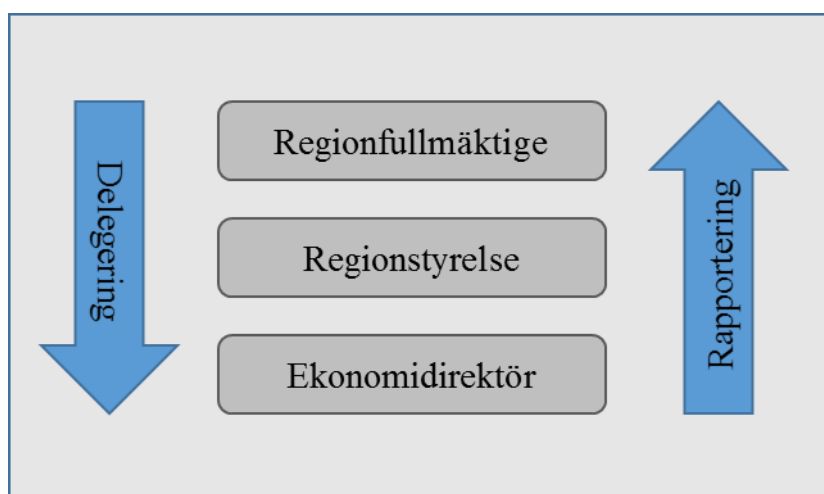 Delegering
Regionfullmäktige
Regionstyrelse
Ekonomidirektör
Rapportering